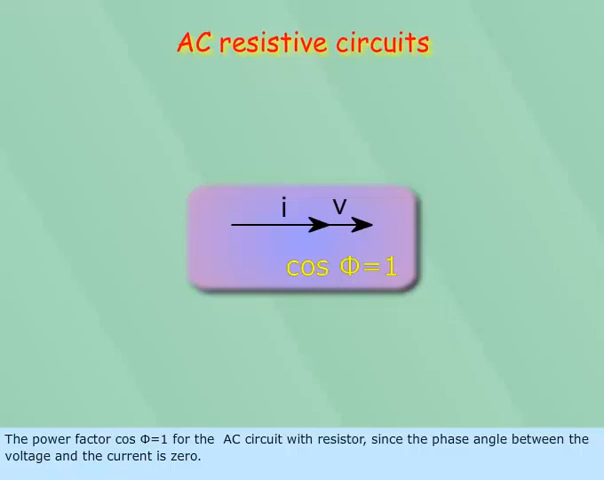 AC resistive circuits
i v
cos Φ=1
The power factor cos Φ=1 for the  AC circuit with resistor, since the phase angle between the
voltage and the current is zero.